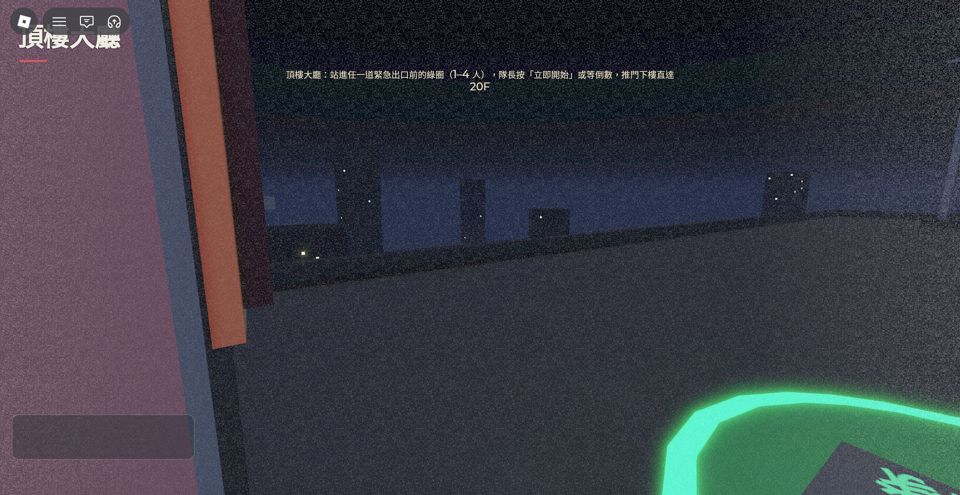 頂樓大廳
頂樓大廳：站進任一道緊急出口前的綠圈（1–4 人），隊長按「立即開始」或等倒數，推門下樓直達
20F